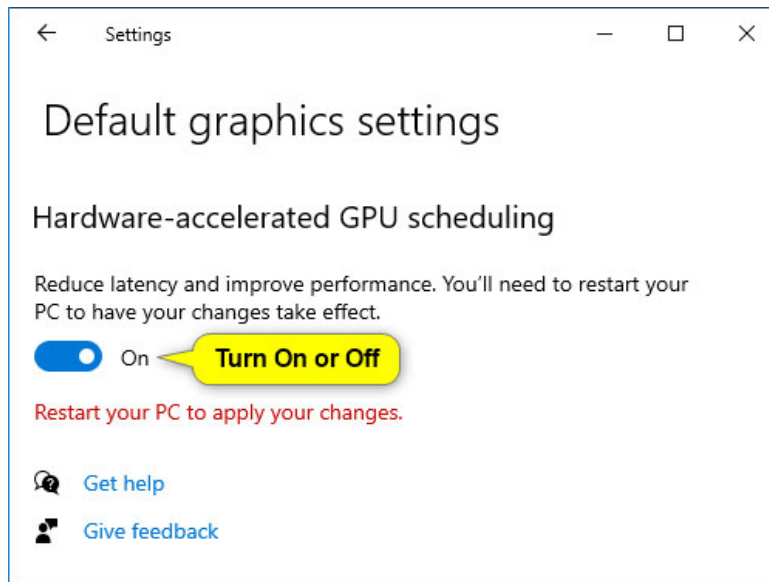 Settings
Default graphics settings
Hardware-accelerated GPU scheduling
Reduce latency and improve performance. You’ll need to restart your
PC to have your changes take effect.
On
Turn On or Off
Restart your PC to apply your changes.
Get help
Give feedback